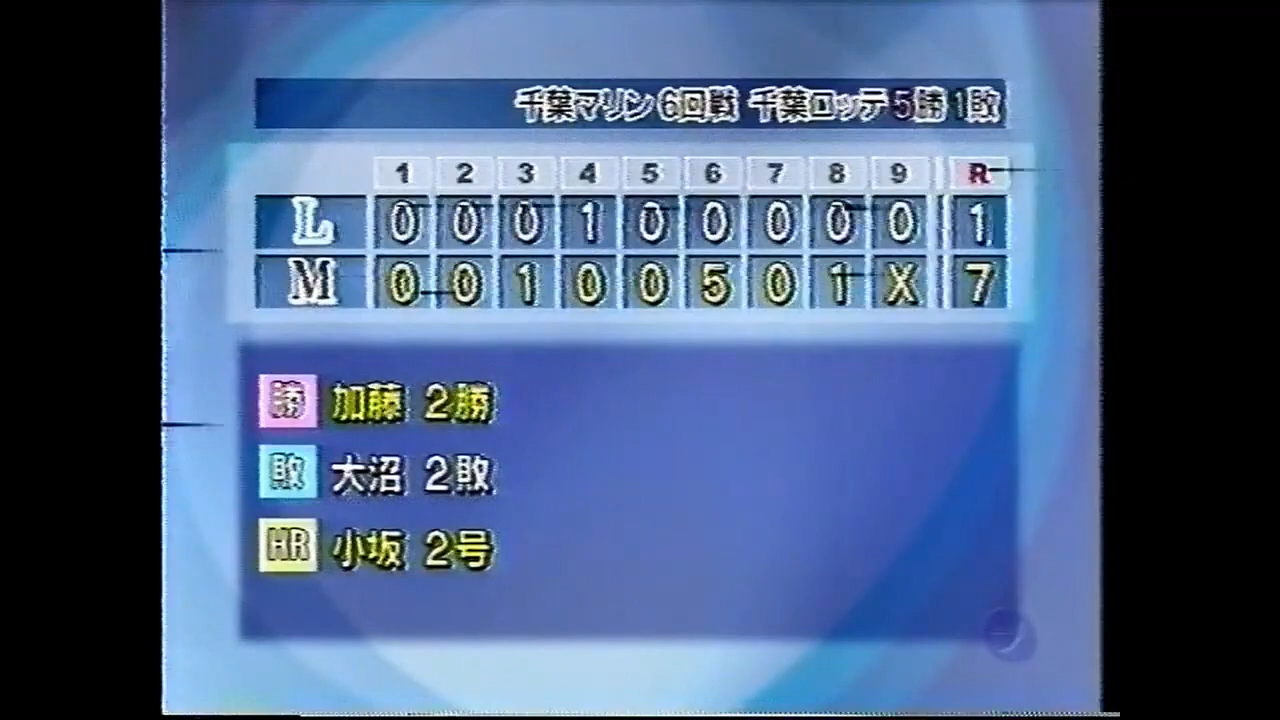 千葉マリン6回戦 千葉ロッテ5勝1敗
1 2 3 4 5 6 7 8 9 R
L 0 0 0 1 0 0 0 0 0 1
M 0 0 1 0 0 5 0 1 X 7
勝 加藤 2勝
敗 大沼 2敗
HR 小坂 2号